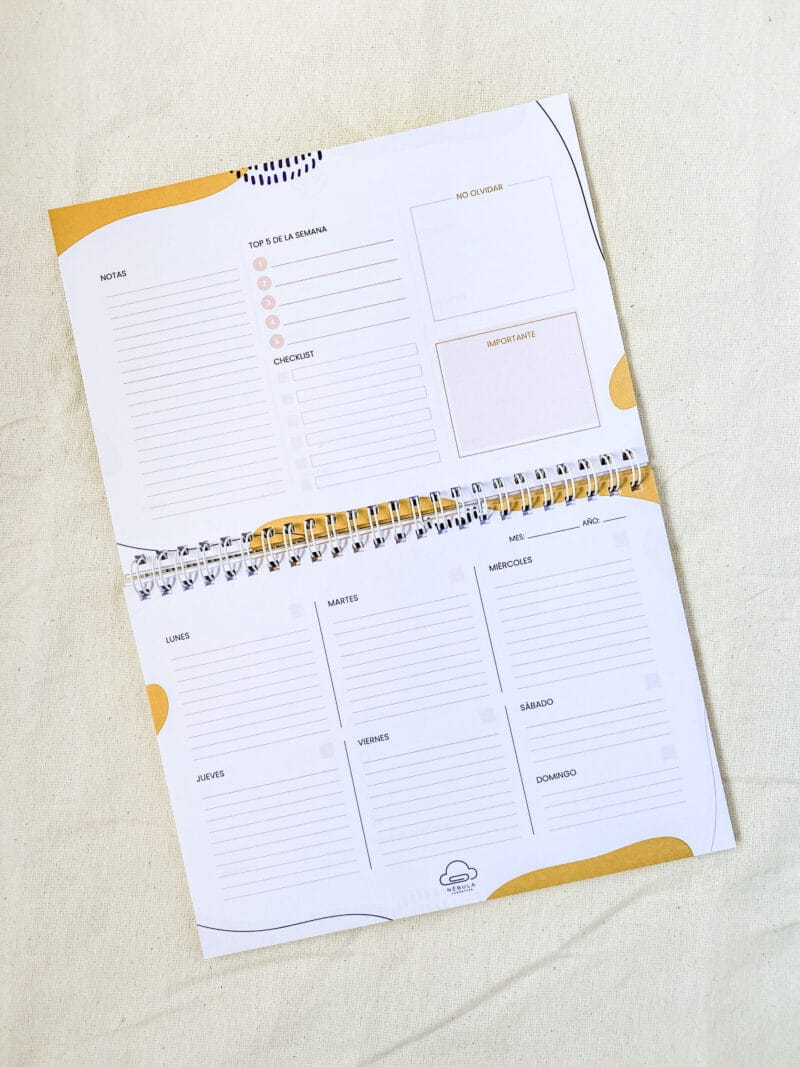 NOTAS
TOP 5 DE LA SEMANA
1
2
3
4
5
CHECKLIST
NO OLVIDAR
IMPORTANTE
MES: AÑO:
LUNES
MARTES
MIÉRCOLES
JUEVES
VIERNES
SÁBADO
DOMINGO
NÉBULA